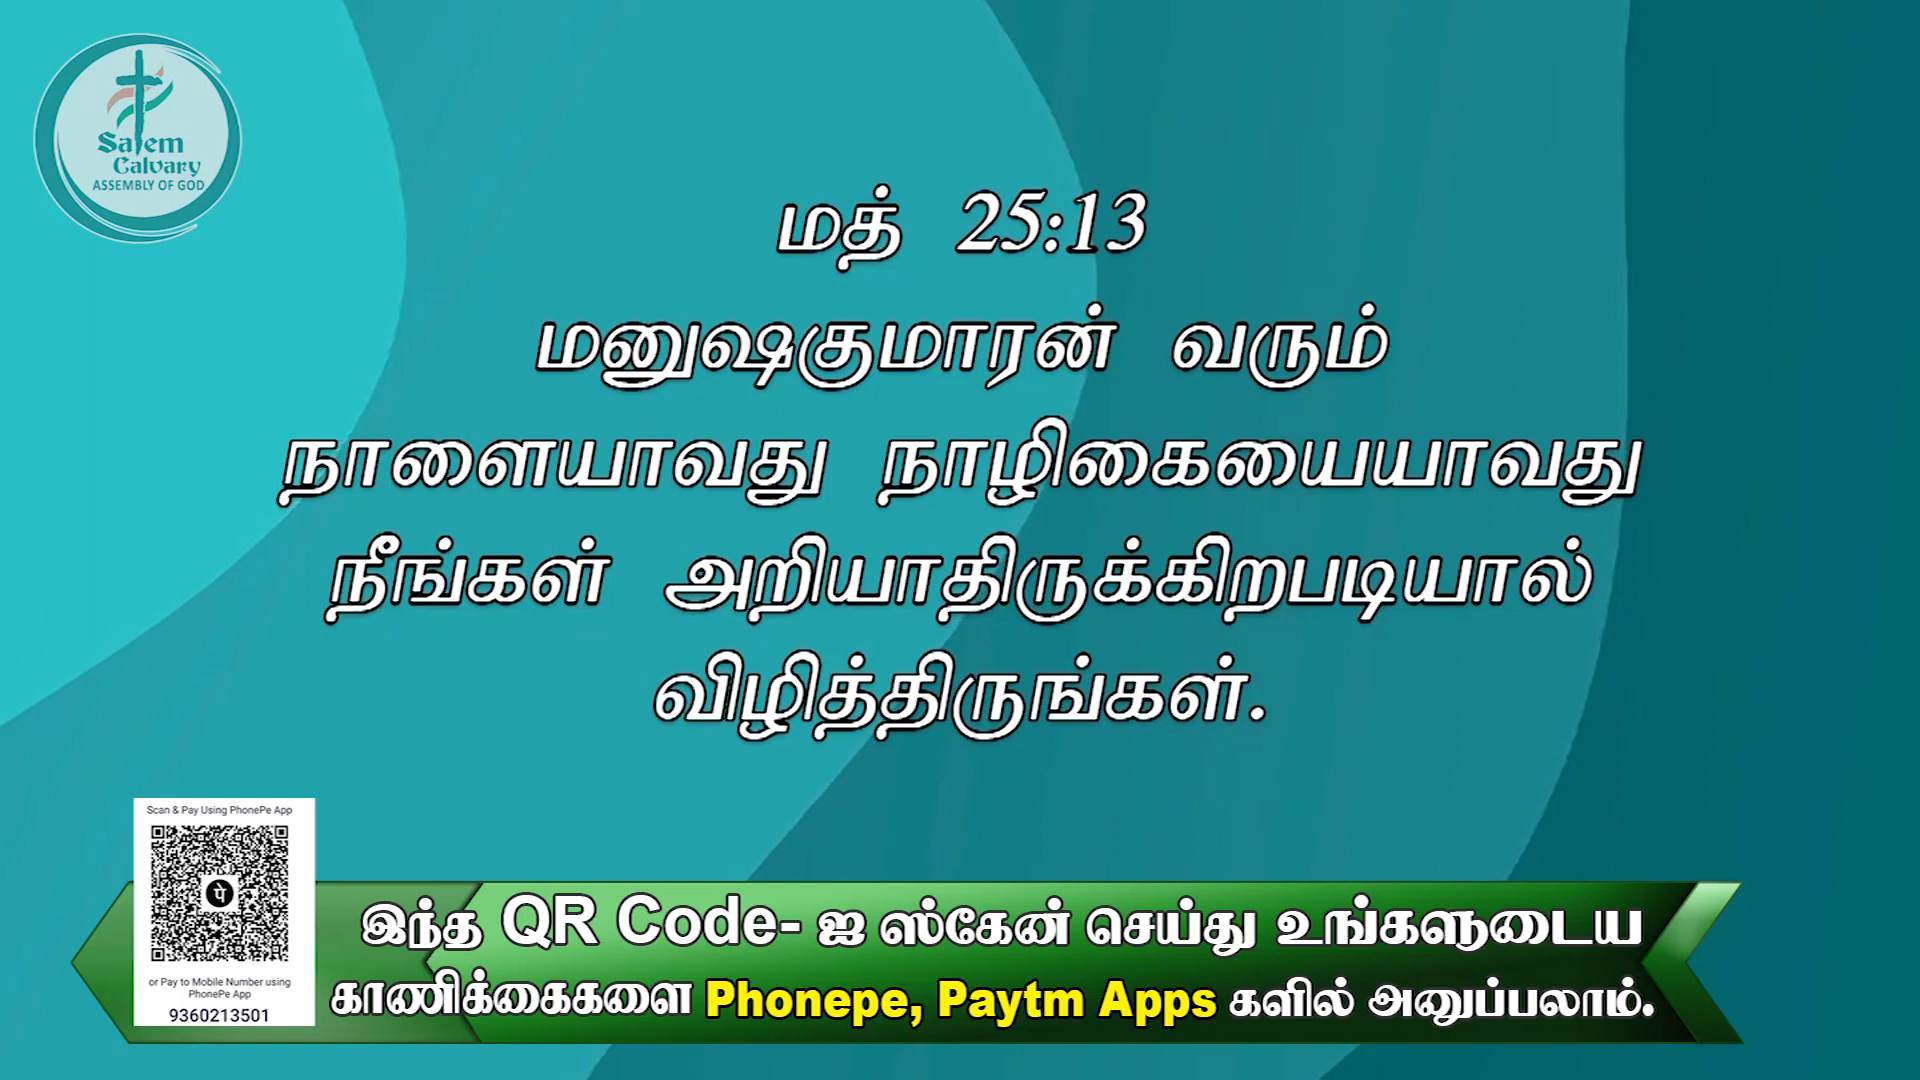 Salem
Calvary
ASSEMBLY OF GOD
மத் 25:13
மனுஷகுமாரன் வரும்
நாளையாவது நாழிகையையாவது
நீங்கள் அறியாதிருக்கிறபடியால்
விழித்திருங்கள்.
Scan & Pay Using PhonePe App
or Pay to Mobile Number using
PhonePe App
9360213501
இந்த QR Code- ஐ ஸ்கேன் செய்து உங்களுடைய
காணிக்கைகளை Phonepe, Paytm Apps களில் அனுப்பலாம்.